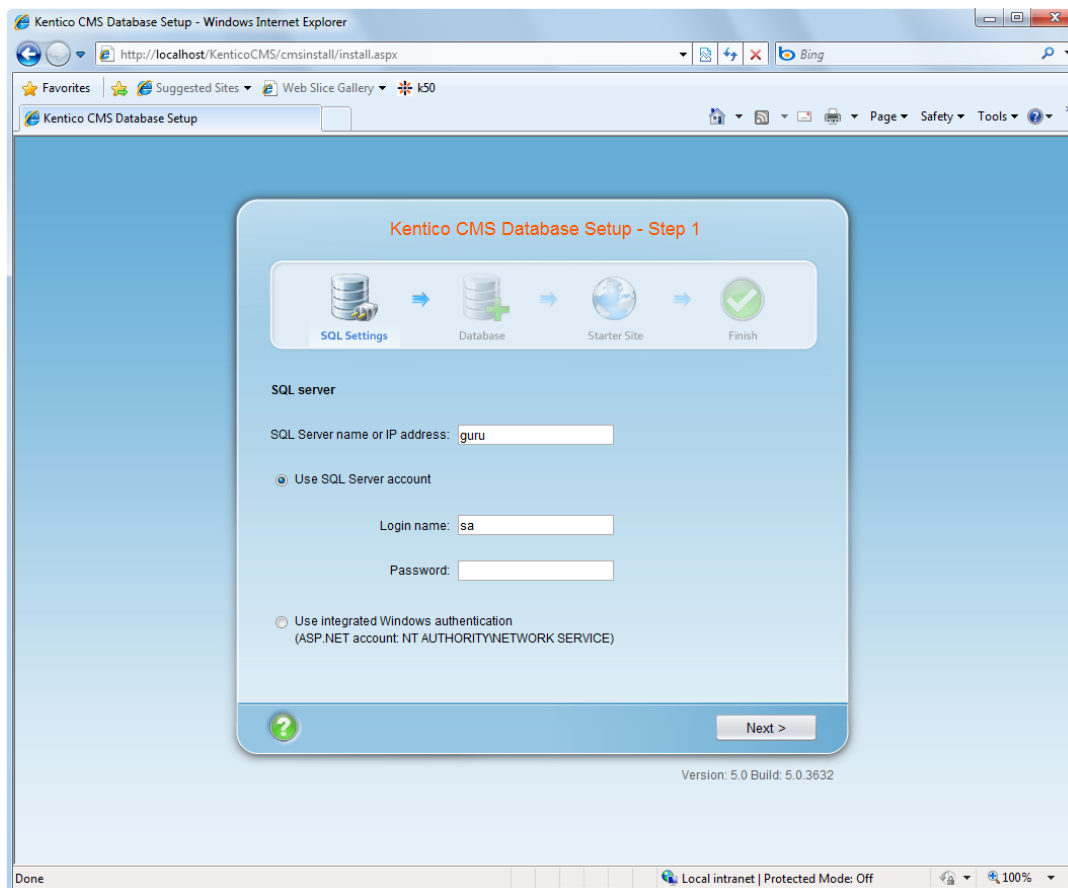 Kentico CMS Database Setup - Windows Internet Explorer
http://localhost/KenticoCMS/cmsinstall/install.aspx
Bing
Favorites Suggested Sites Web Slice Gallery k50
Kentico CMS Database Setup
Page Safety Tools
Kentico CMS Database Setup - Step 1
SQL Settings Database Starter Site Finish
SQL server
SQL Server name or IP address: guru
Use SQL Server account
Login name: sa
Password:
Use integrated Windows authentication
(ASP.NET account: NT AUTHORITY\NETWORK SERVICE)
Next >
Version: 5.0 Build: 5.0.3632
Done
Local intranet | Protected Mode: Off
100%